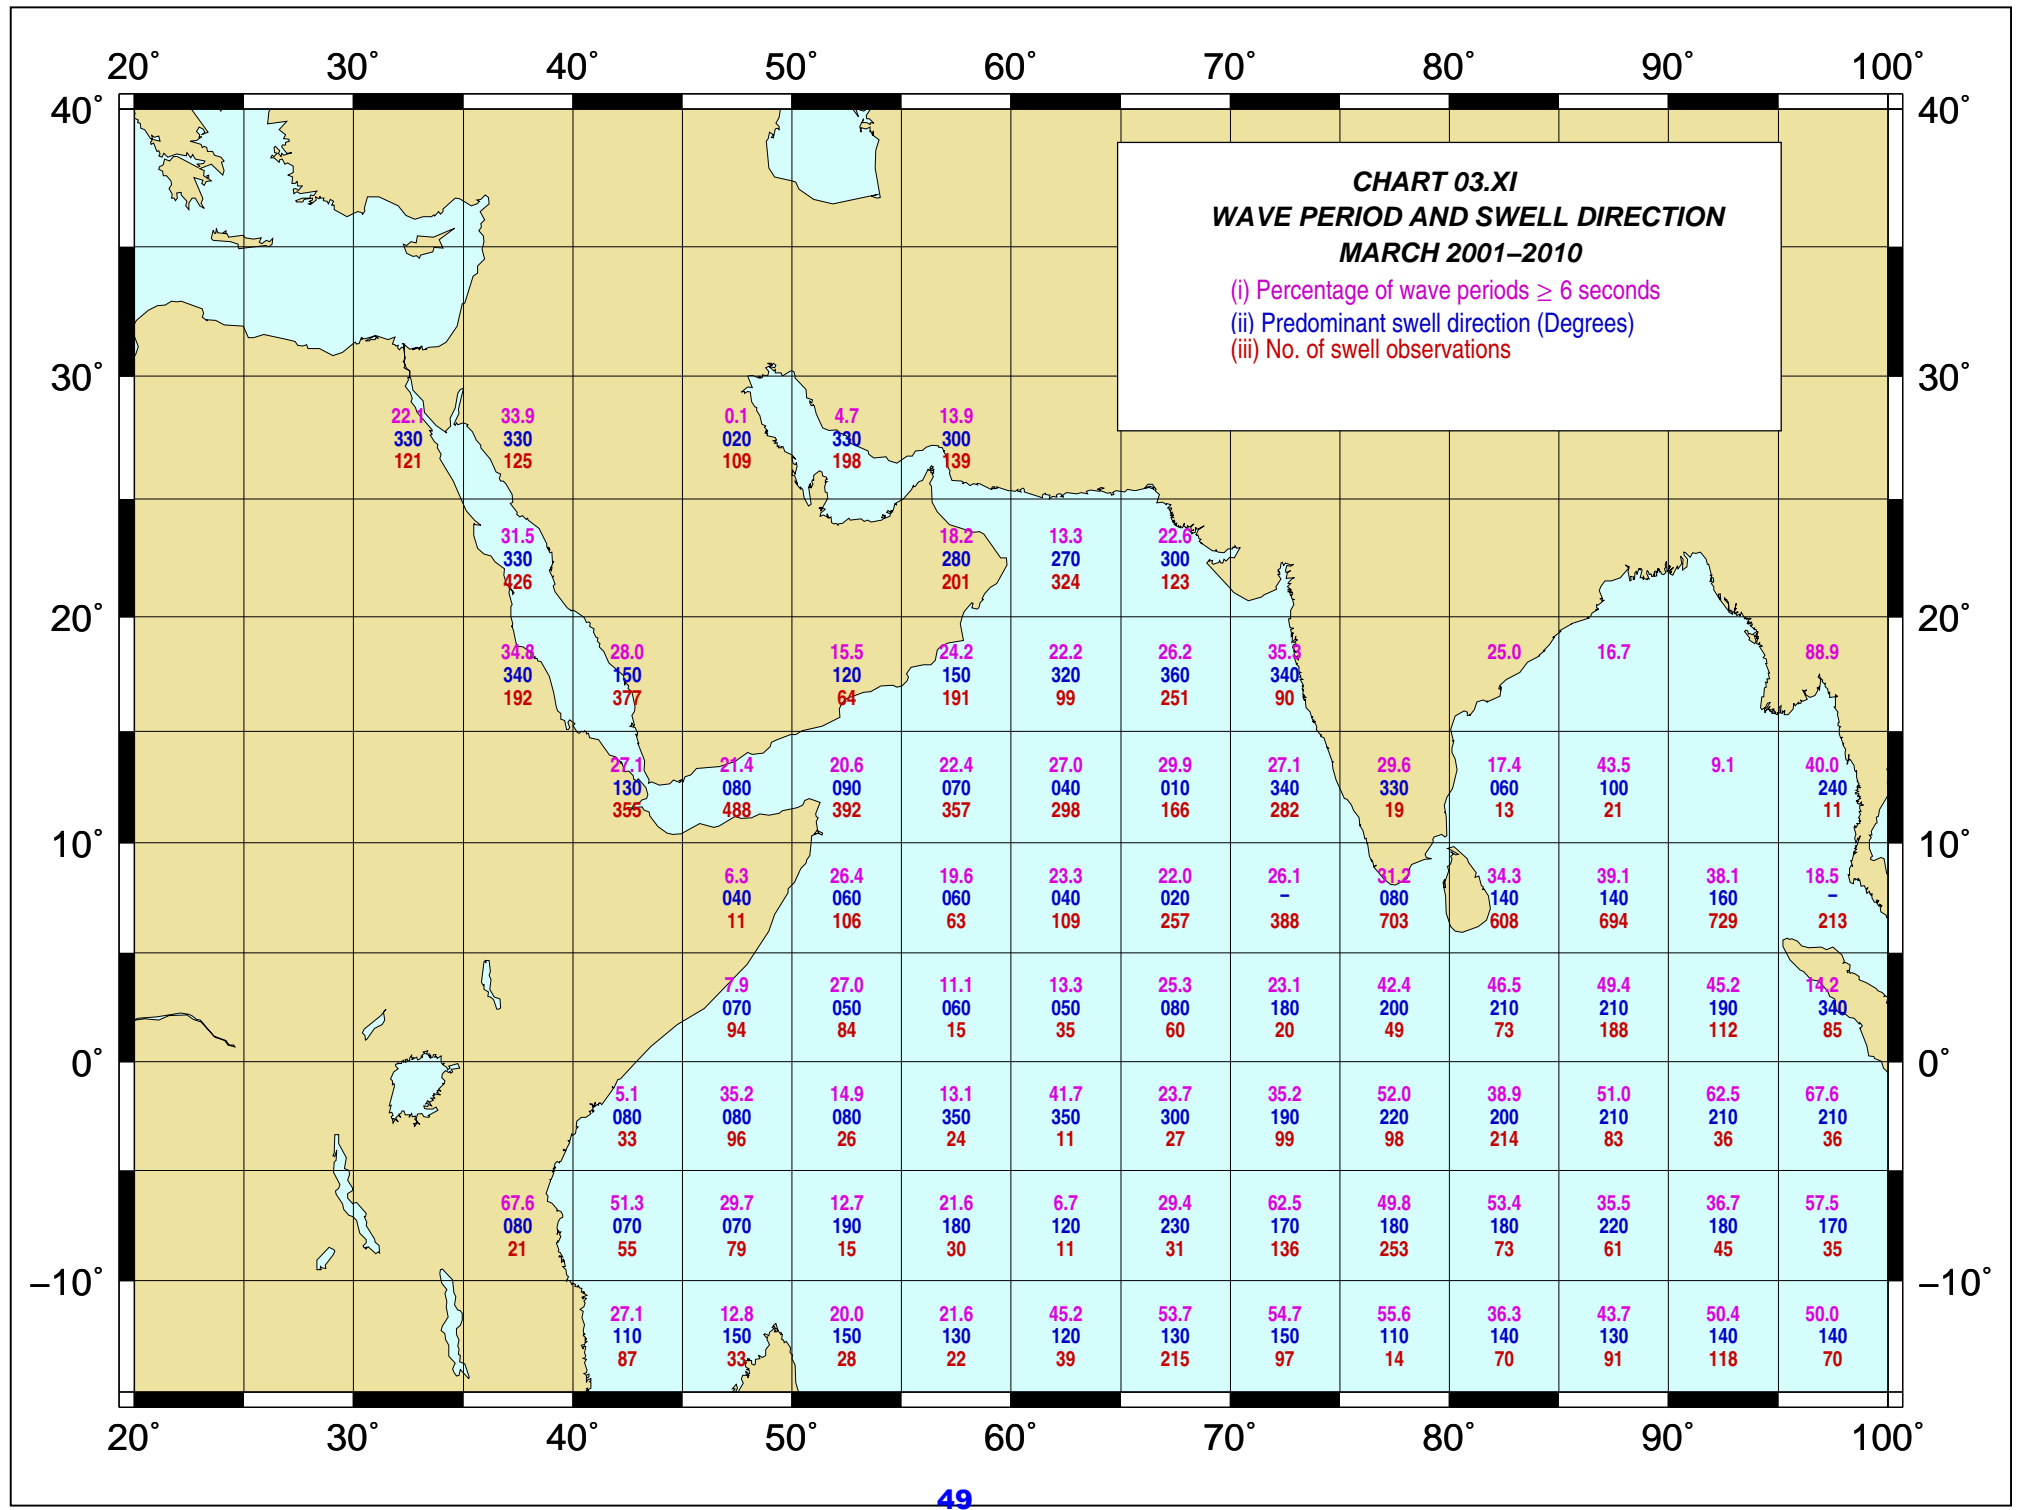 20° 30° 40° 50° 60° 70° 80° 90° 100°
40° 40°
CHART 03.XI
WAVE PERIOD AND SWELL DIRECTION
MARCH 2001–2010
(i) Percentage of wave periods ≥ 6 seconds
(ii) Predominant swell direction (Degrees)
(iii) No. of swell observations
30° 30°
22.1 33.9 0.1 4.7 13.9
330 330 020 330 300
121 125 109 198 139
31.5 18.2 13.3 22.6
330 280 270 300
426 201 324 123
20° 20°
34.8 28.0 15.5 24.2 22.2 26.2 35.3 25.0 16.7 88.9
340 150 120 150 320 360 340
192 377 64 191 99 251 90
27.1 21.4 20.6 22.4 27.0 29.9 27.1 29.6 17.4 43.5 9.1 40.0
130 080 090 070 040 010 340 330 060 100 240
355 488 392 357 298 166 282 19 13 21 11
10° 10°
6.3 26.4 19.6 23.3 22.0 26.1 31.2 34.3 39.1 38.1 18.5
040 060 060 040 020 – 080 140 140 160 –
11 106 63 109 257 388 703 608 694 729 213
7.9 27.0 11.1 13.3 25.3 23.1 42.4 46.5 49.4 45.2 14.2
070 050 060 050 080 180 200 210 210 190 340
94 84 15 35 60 20 49 73 188 112 85
0° 0°
5.1 35.2 14.9 13.1 41.7 23.7 35.2 52.0 38.9 51.0 62.5 67.6
080 080 080 350 350 300 190 220 200 210 210 210
33 96 26 24 11 27 99 98 214 83 36 36
67.6 51.3 29.7 12.7 21.6 6.7 29.4 62.5 49.8 53.4 35.5 36.7 57.5
080 070 070 190 180 120 230 170 180 180 220 180 170
21 55 79 15 30 11 31 136 253 73 61 45 35
–10° –10°
27.1 12.8 20.0 21.6 45.2 53.7 54.7 55.6 36.3 43.7 50.4 50.0
110 150 150 130 120 130 150 110 140 130 140 140
87 33 28 22 39 215 97 14 70 91 118 70
20° 30° 40° 50° 60° 70° 80° 90° 100°
49